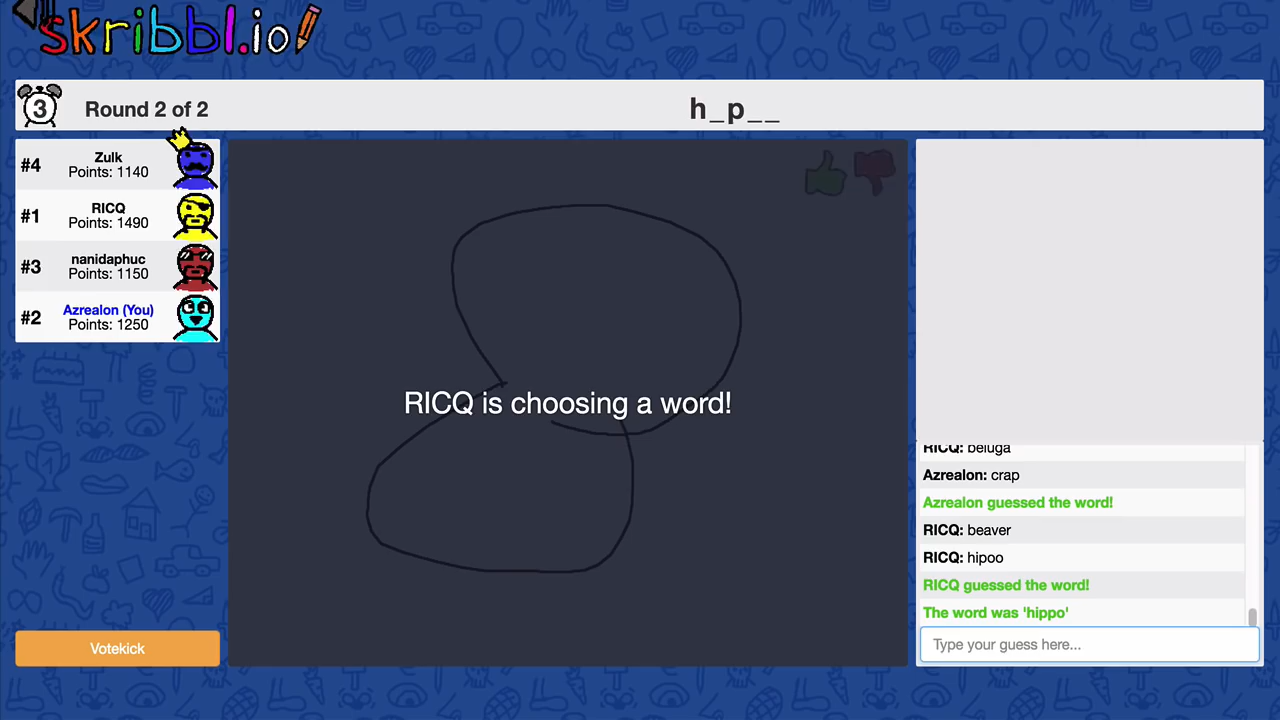 skribbl.io
3
Round 2 of 2
h_p__
#4
Zulk
Points: 1140
#1
RICQ
Points: 1490
#3
nanidaphuc
Points: 1150
#2
Azrealon (You)
Points: 1250
RICQ is choosing a word!
RICQ: beluga
Azrealon: crap
Azrealon guessed the word!
RICQ: beaver
RICQ: hipoo
RICQ guessed the word!
The word was 'hippo'
Type your guess here...
Votekick